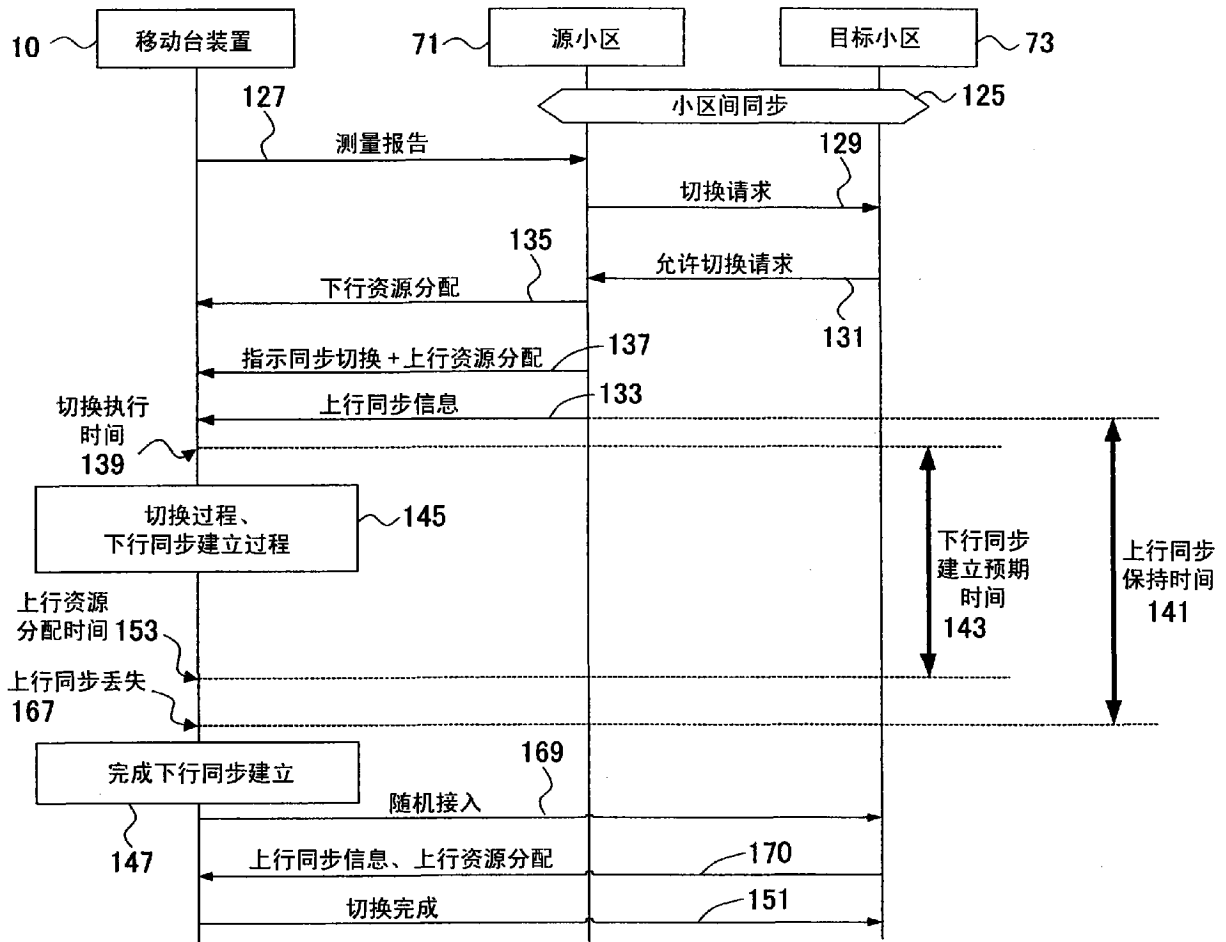 10
移动台装置
71
源小区
目标小区
73
小区间同步
125
127
测量报告
129
切换请求
135
允许切换请求
下行资源分配
131
指示同步切换+上行资源分配
137
上行同步信息
133
切换执行
时间
139
切换过程、
下行同步建立过程
145
下行同步
建立预期
时间
143
上行同步
保持时间
141
上行资源
分配时间 153
上行同步丢失
167
完成下行同步建立
147
169
随机接入
上行同步信息、上行资源分配
170
切换完成
151